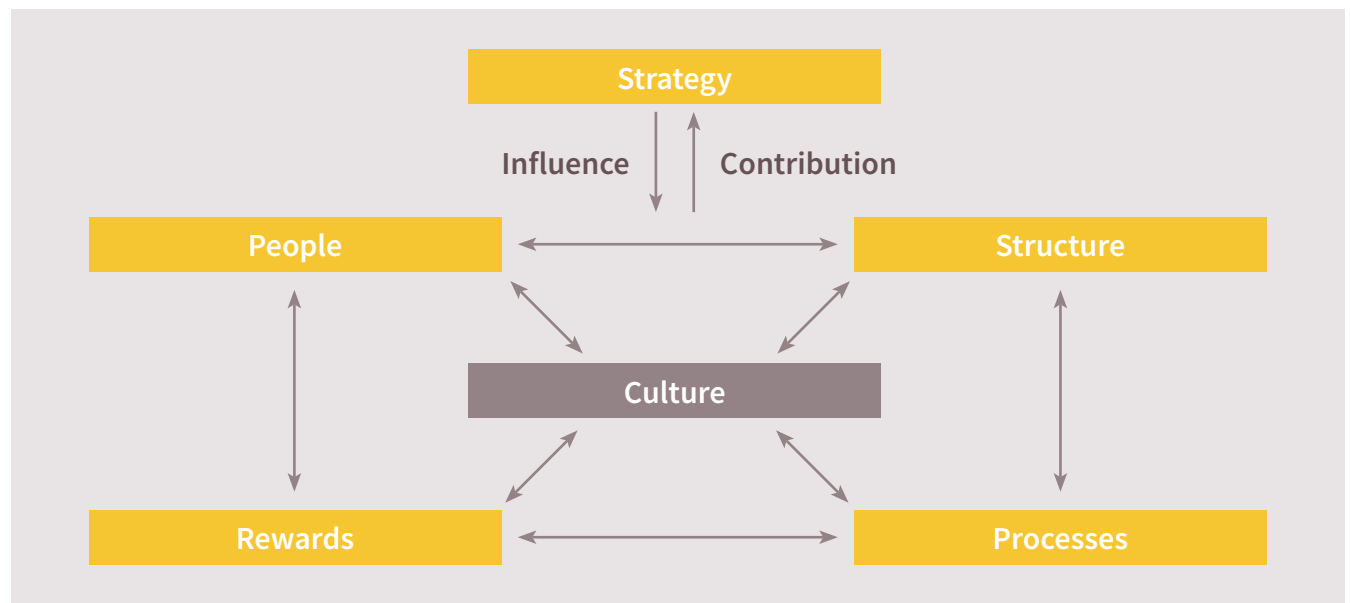 Strategy
Influence
Contribution
People
Structure
Culture
Rewards
Processes